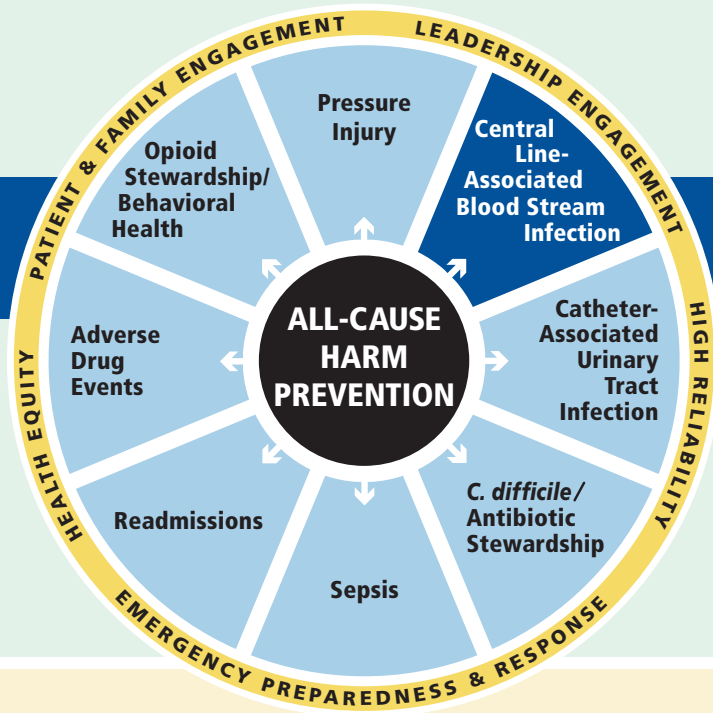 PATIENT & FAMILY ENGAGEMENT
LEADERSHIP ENGAGEMENT
HIGH RELIABILITY
EMERGENCY PREPAREDNESS & RESPONSE
HEALTH EQUITY
Pressure
Injury
Central
Line-
Associated
Blood Stream
Infection
Catheter-
Associated
Urinary
Tract
Infection
C. difficile/
Antibiotic
Stewardship
Sepsis
Readmissions
Adverse
Drug
Events
Opioid
Stewardship/
Behavioral
Health
ALL-CAUSE
HARM
PREVENTION